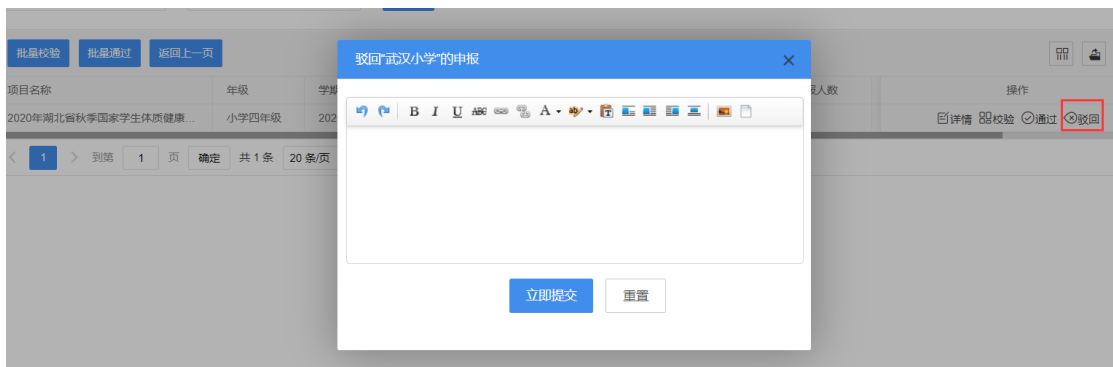 批量校验 批量通过 返回上一页
驳回"武汉小学"的申报
项目名称 年级 学期 人数 操作
B I U ABC A ab
2020年湖北省秋季国家学生体质健康... 小学四年级 202 详情 校验 通过 驳回
1 到第 1 页 确定 共 1 条 20 条/页
立即提交 重置